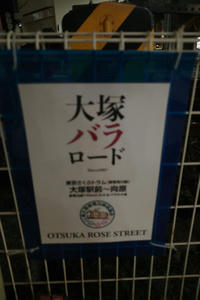 大塚
バラ
ロード
Since2007
東京さくらトラム(都電荒川線)
大塚駅前～向原
OTSUKA ROSE STREET